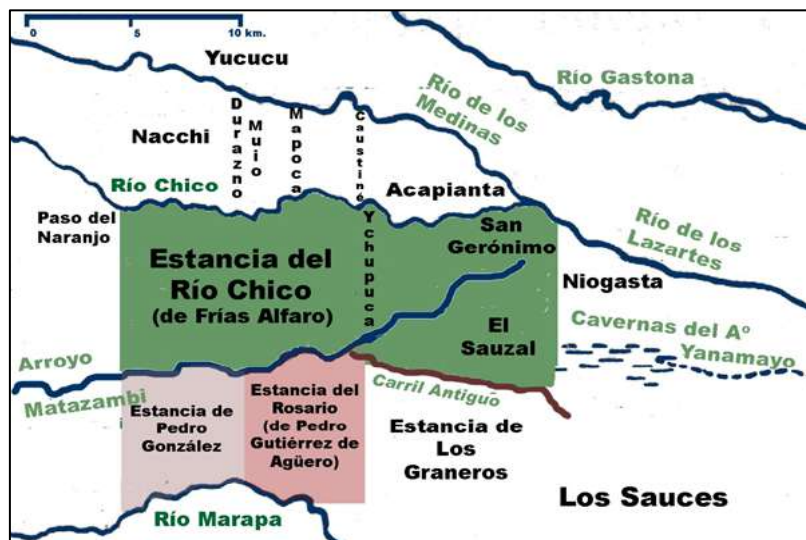 0 5 10 km.
Yucucu
Río Gastona
Río de los
Medinas
Nacchi
Durazno
Muio
Mapoca
Caustiné
Río Chico
Acapianta
Paso del
Naranjo
Ychupuca
San
Gerónimo
Río de los
Lazartes
Estancia del
Río Chico
(de Frías Alfaro)
Niogasta
El
Sauzal
Cavernas del Aº
Yanamayo
Arroyo
Matazambi
i
Carril Antiguo
Estancia de
Pedro
González
Estancia del
Rosario
(de Pedro
Gutiérrez de
Agüero)
Estancia de
Los
Graneros
Los Sauces
Río Marapa